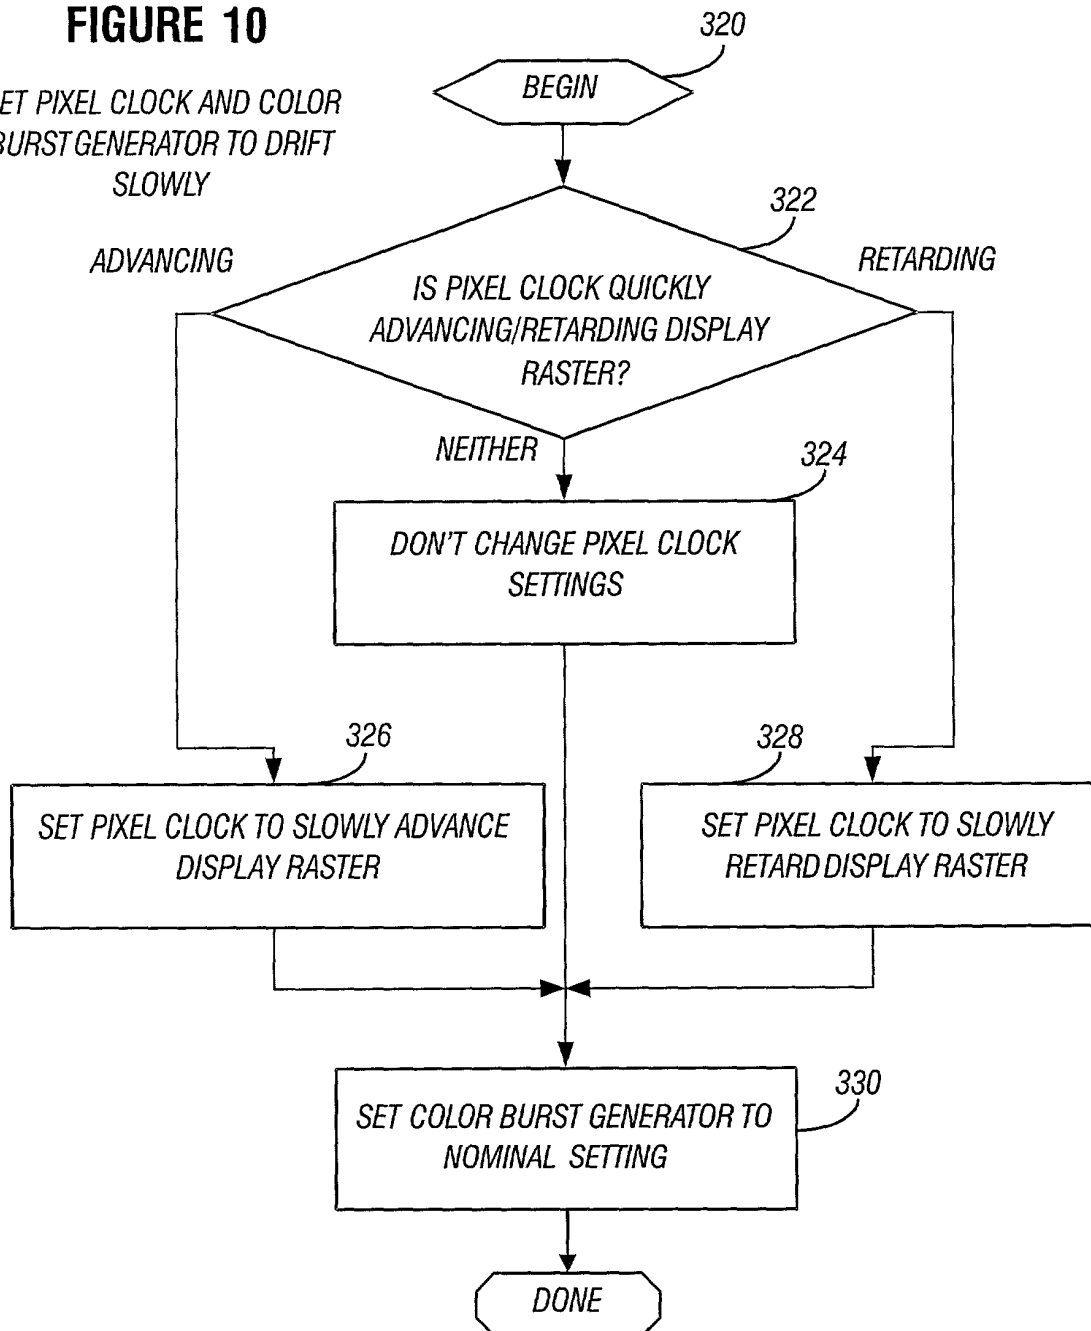 FIGURE 10
320
BEGIN
ET PIXEL CLOCK AND COLOR
BURST GENERATOR TO DRIFT
SLOWLY
322
ADVANCING
RETARDING
IS PIXEL CLOCK QUICKLY
ADVANCING/RETARDING DISPLAY
RASTER?
NEITHER
324
DON'T CHANGE PIXEL CLOCK
SETTINGS
326
328
SET PIXEL CLOCK TO SLOWLY ADVANCE
DISPLAY RASTER
SET PIXEL CLOCK TO SLOWLY
RETARD DISPLAY RASTER
330
SET COLOR BURST GENERATOR TO
NOMINAL SETTING
DONE